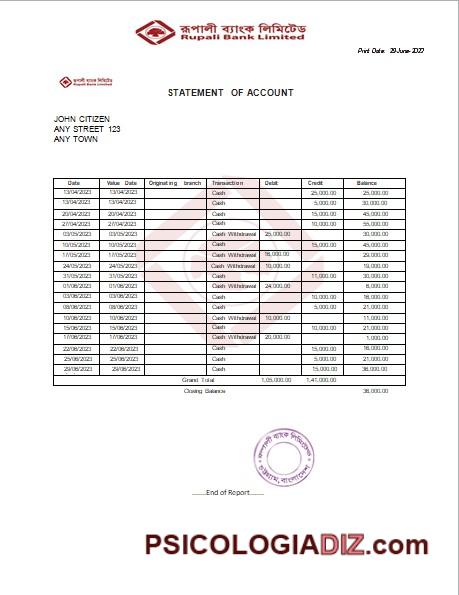 রূপালী ব্যাংক লিমিটেড
Rupali Bank Limited
Print Date: 29-June-2022
রূপালী ব্যাংক লিমিটেড
Rupali Bank Limited
STATEMENT OF ACCOUNT
JOHN CITIZEN
ANY STREET 123
ANY TOWN
Date Value Date Originating branch Transaction Debit Credit Balance
13/04/2023 13/04/2023 Cash 25,000.00 25,000.00
13/04/2023 13/04/2023 Cash 5,000.00 30,000.00
20/04/2023 20/04/2023 Cash 15,000.00 45,000.00
27/04/2023 27/04/2023 Cash 10,000.00 55,000.00
03/05/2023 03/05/2023 Cash Withdrawal 25,000.00 30,000.00
10/05/2023 10/05/2023 Cash 15,000.00 45,000.00
17/05/2023 17/05/2023 Cash Withdrawal 16,000.00 29,000.00
24/05/2023 24/05/2023 Cash Withdrawal 10,000.00 19,000.00
31/05/2023 31/05/2023 Cash 11,000.00 30,000.00
01/06/2023 01/06/2023 Cash Withdrawal 24,000.00 6,000.00
03/06/2023 03/06/2023 Cash 10,000.00 16,000.00
08/06/2023 08/06/2023 Cash 5,000.00 21,000.00
10/06/2023 10/06/2023 Cash Withdrawal 10,000.00 11,000.00
15/06/2023 15/06/2023 Cash 10,000.00 21,000.00
17/06/2023 17/06/2023 Cash Withdrawal 20,000.00 1,000.00
22/06/2023 22/06/2023 Cash 15,000.00 16,000.00
25/06/2023 25/06/2023 Cash 5,000.00 21,000.00
29/06/2023 29/06/2023 Cash 15,000.00 36,000.00
Grand Total 1,05,000.00 1,41,000.00
Closing Balance 36,000.00
রূপালী ব্যাংক লিমিটেড
চট্টগ্রাম, বাংলাদেশ
.......End of Report.......
PSICOLOGIADIZ.com